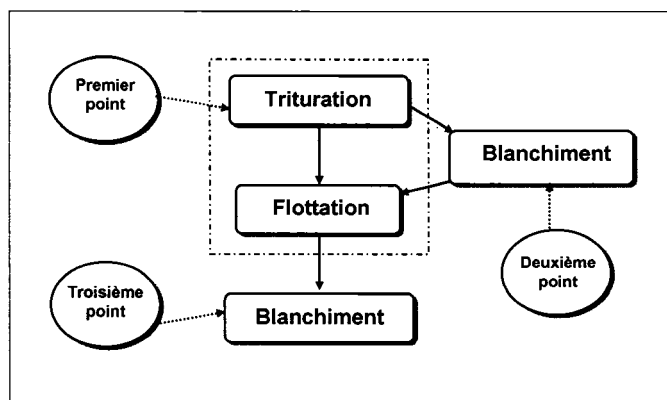 Premier
point
Trituration
Blanchiment
Flottation
Deuxième
point
Troisième
point
Blanchiment